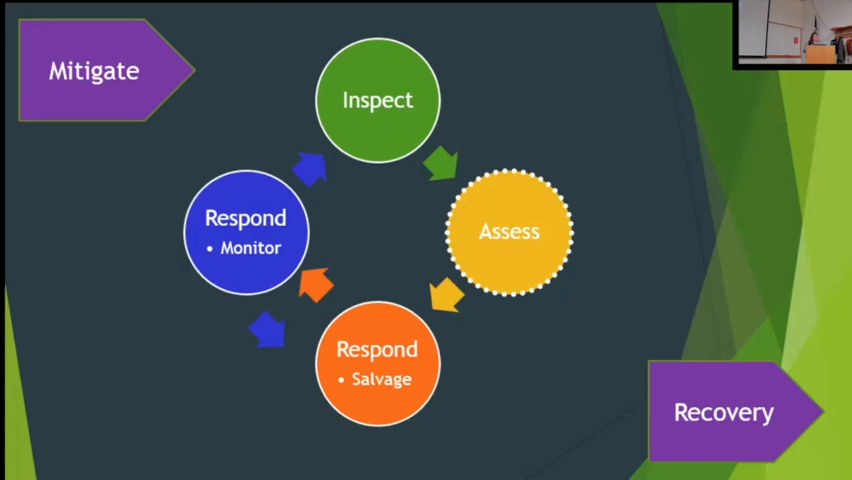 Mitigate
Inspect
Respond
• Monitor
Assess
Respond
• Salvage
Recovery